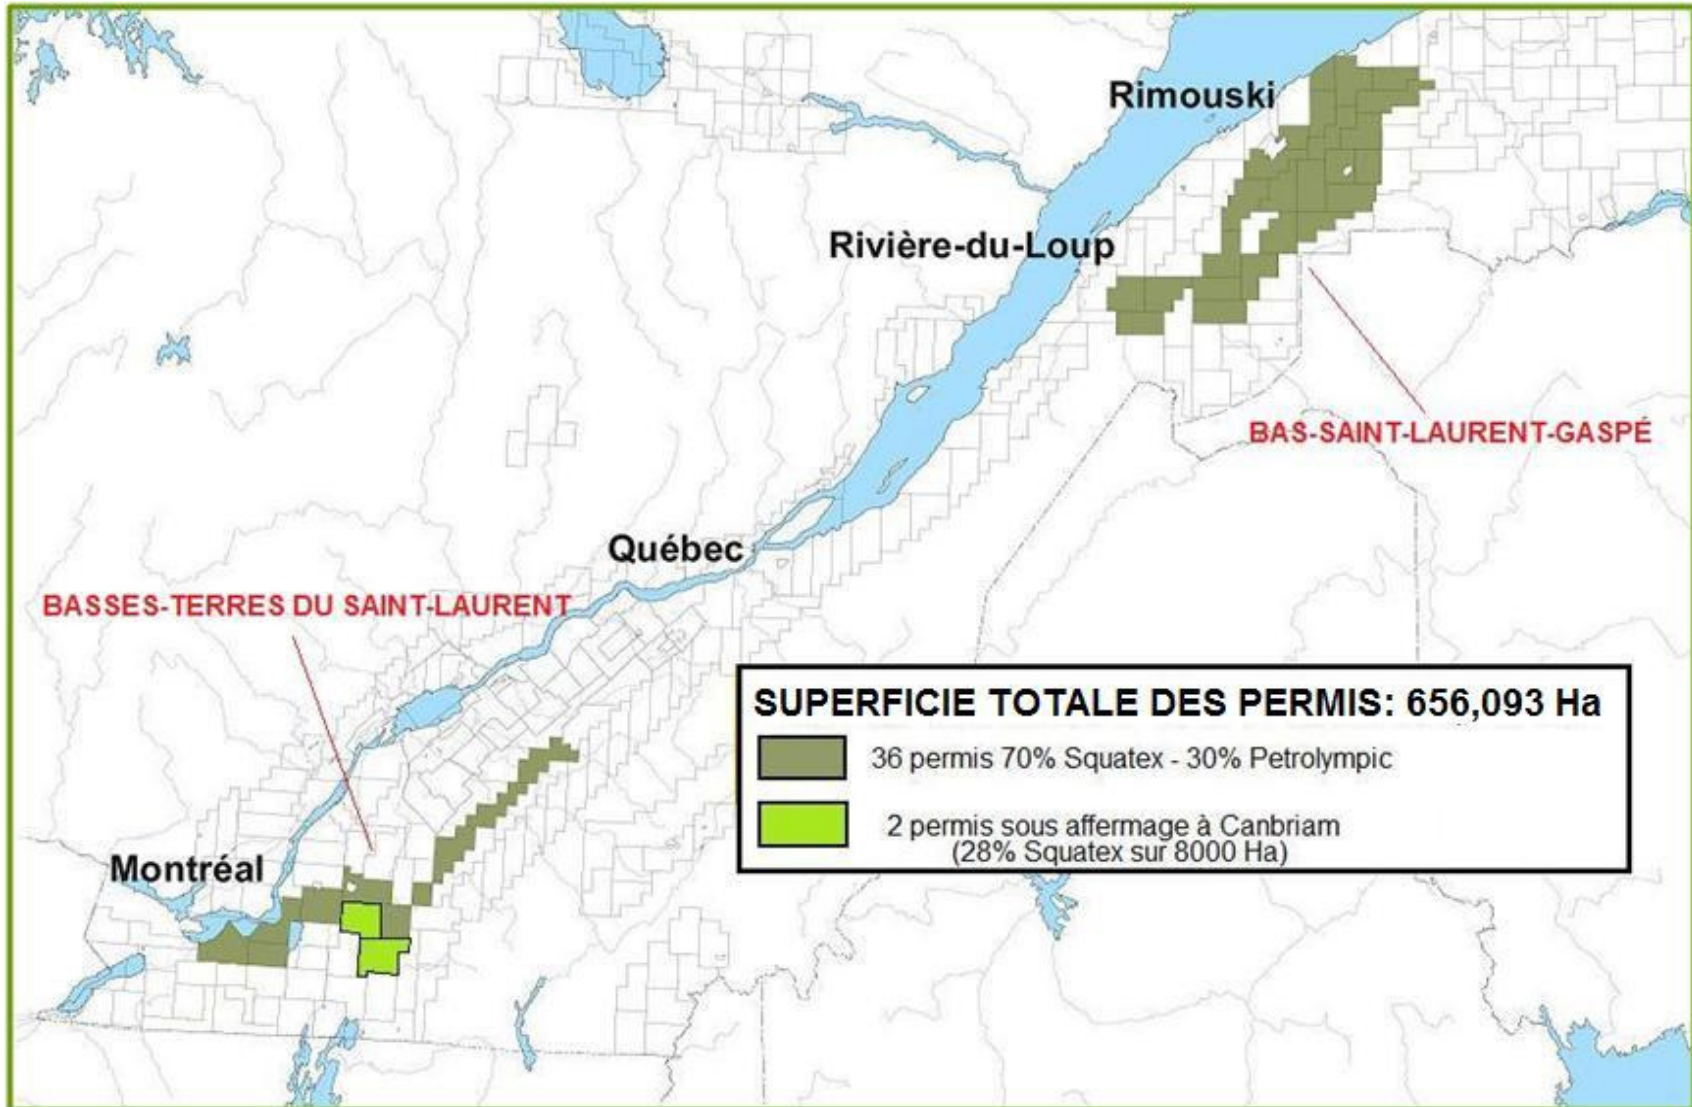 Rimouski
Rivière-du-Loup
BAS-SAINT-LAURENT-GASPÉ
Québec
BASSES-TERRES DU SAINT-LAURENT
SUPERFICIE TOTALE DES PERMIS: 656,093 Ha
36 permis 70% Squatex - 30% Petrolympic
2 permis sous affermage à Canbriam
(28% Squatex sur 8000 Ha)
Montréal